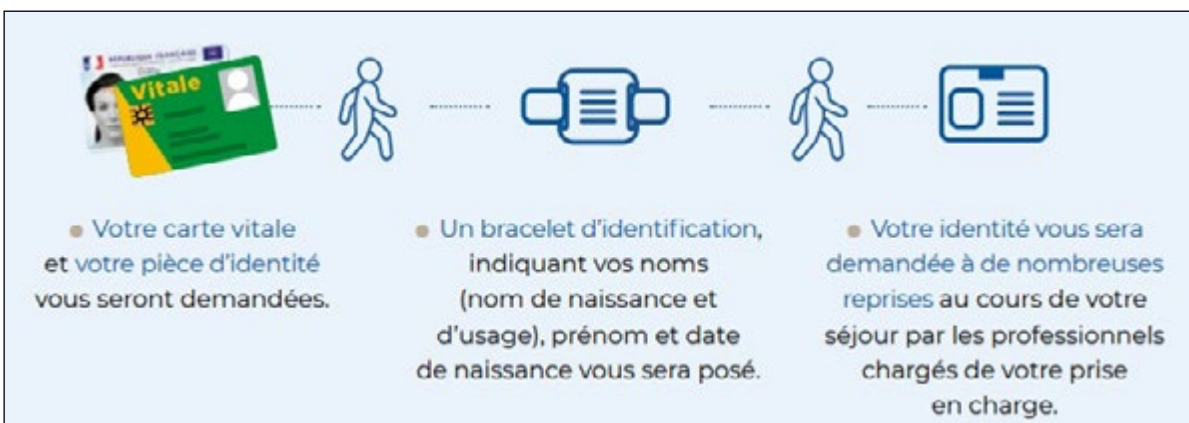 RÉPUBLIQUE FRANÇAISE
Vitale
● Votre carte vitale
et votre pièce d'identité
vous seront demandées.
● Un bracelet d'identification,
indiquant vos noms
(nom de naissance et
d'usage), prénom et date
de naissance vous sera posé.
● Votre identité vous sera
demandée à de nombreuses
reprises au cours de votre
séjour par les professionnels
chargés de votre prise
en charge.